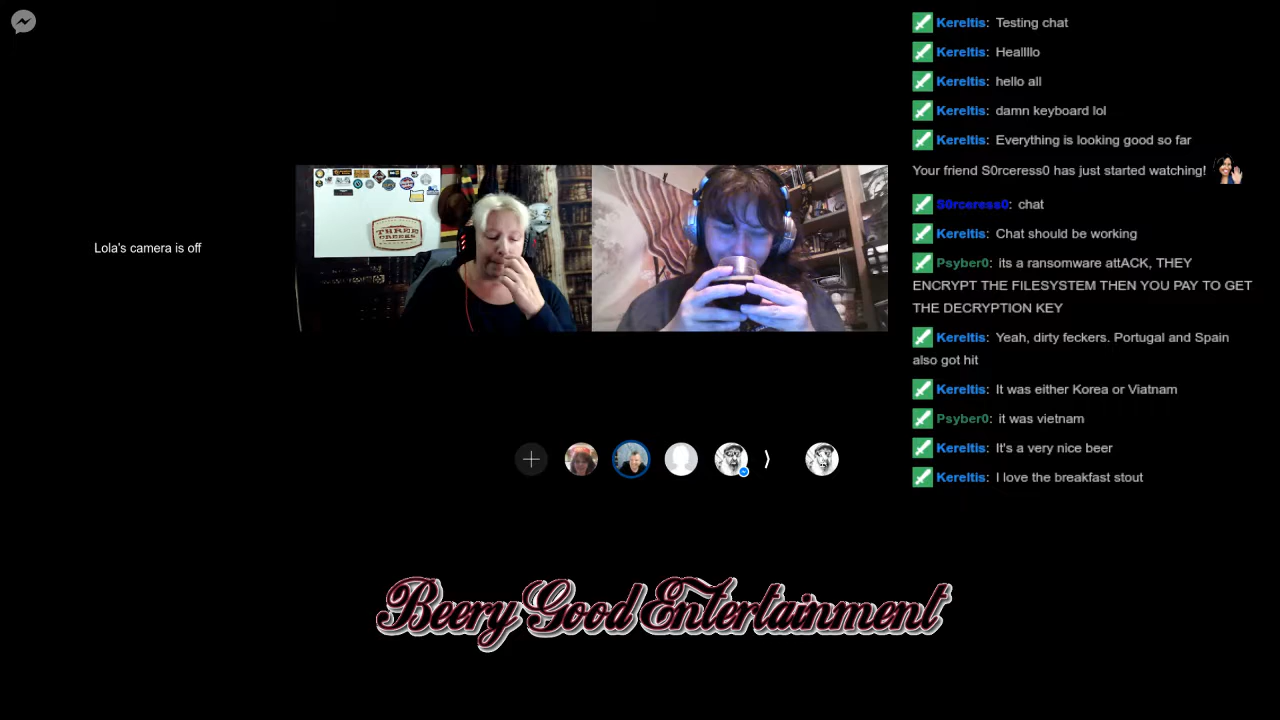 Lola's camera is off
THREE
CREEKS
Kereltis: Testing chat
Kereltis: Heallllo
Kereltis: hello all
Kereltis: damn keyboard lol
Kereltis: Everything is looking good so far
Your friend S0rceress0 has just started watching!
S0rceress0: chat
Kereltis: Chat should be working
Psyber0: its a ransomware attACK, THEY
ENCRYPT THE FILESYSTEM THEN YOU PAY TO GET
THE DECRYPTION KEY
Kereltis: Yeah, dirty feckers. Portugal and Spain
also got hit
Kereltis: It was either Korea or Viatnam
Psyber0: it was vietnam
Kereltis: It's a very nice beer
Kereltis: I love the breakfast stout
Beery Good Entertainment